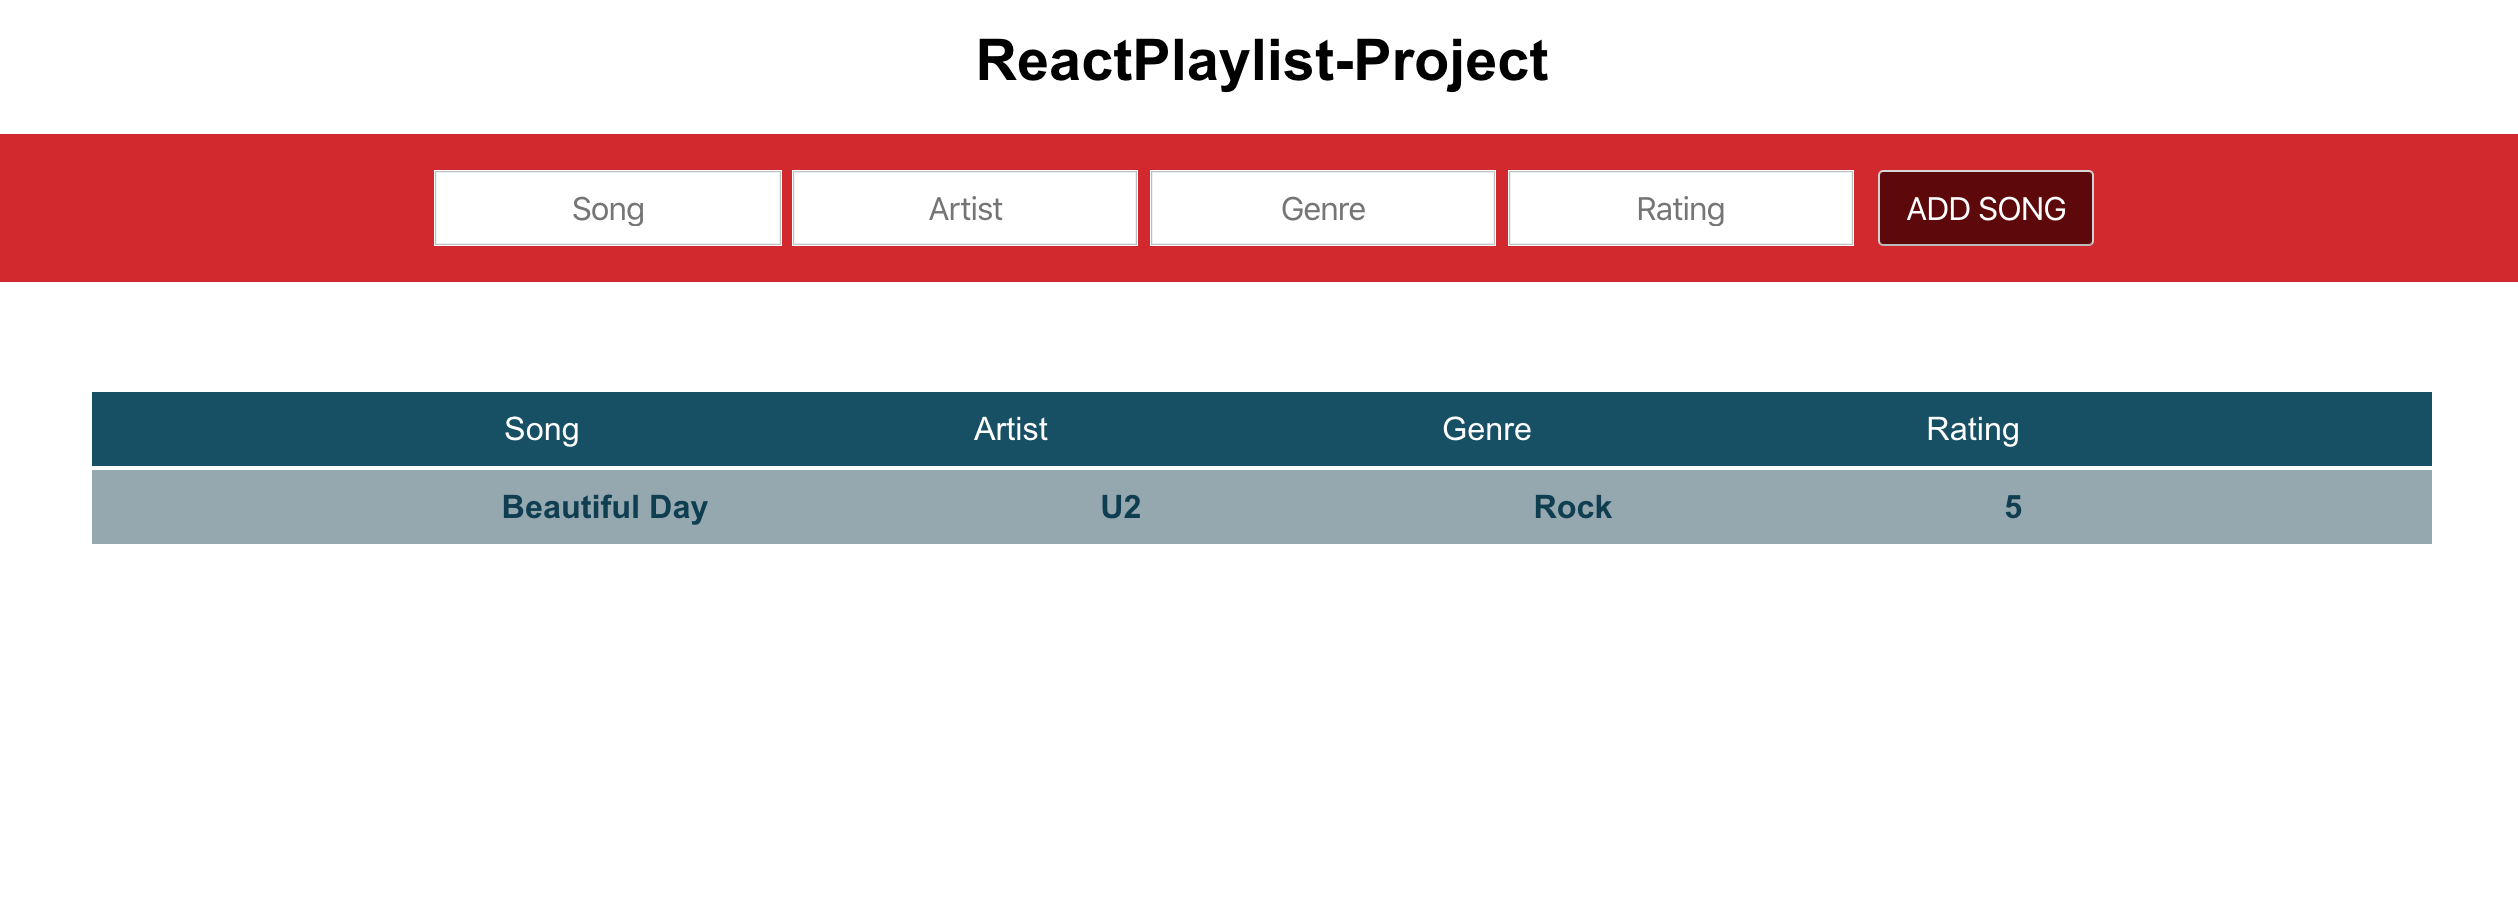 ReactPlaylist-Project
Song Artist Genre Rating ADD SONG
Song Artist Genre Rating
Beautiful Day U2 Rock 5